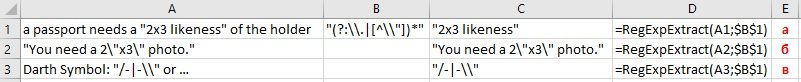 A B C D E
1 a passport needs a "2x3 likeness" of the holder "(?:\\.|[^\\"])*" "2x3 likeness" =RegExpExtract(A1;$B$1) а
2 "You need a 2\"x3\" photo." "You need a 2\"x3\" photo." =RegExpExtract(A2;$B$1) б
3 Darth Symbol: "/-|-\\" or ... "/-|-\\" =RegExpExtract(A3;$B$1) в